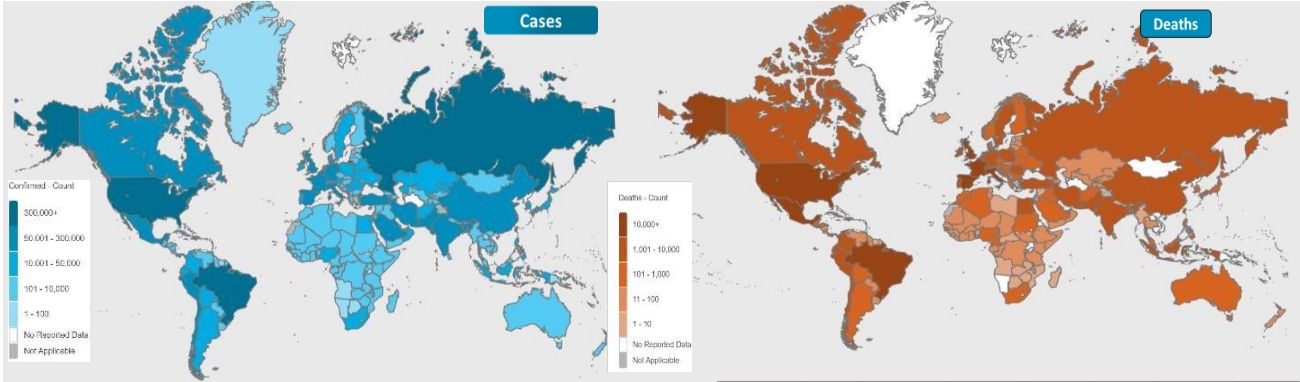 Cases
Deaths
Confirmed - Count
300,000+
50,001 - 300,000
10,001 - 50,000
101 - 10,000
1 - 100
No Reported Data
Not Applicable
Deaths - Count
10,000+
1,001 - 10,000
101 - 1,000
11 - 100
1 - 10
No Reported Data
Not Applicable